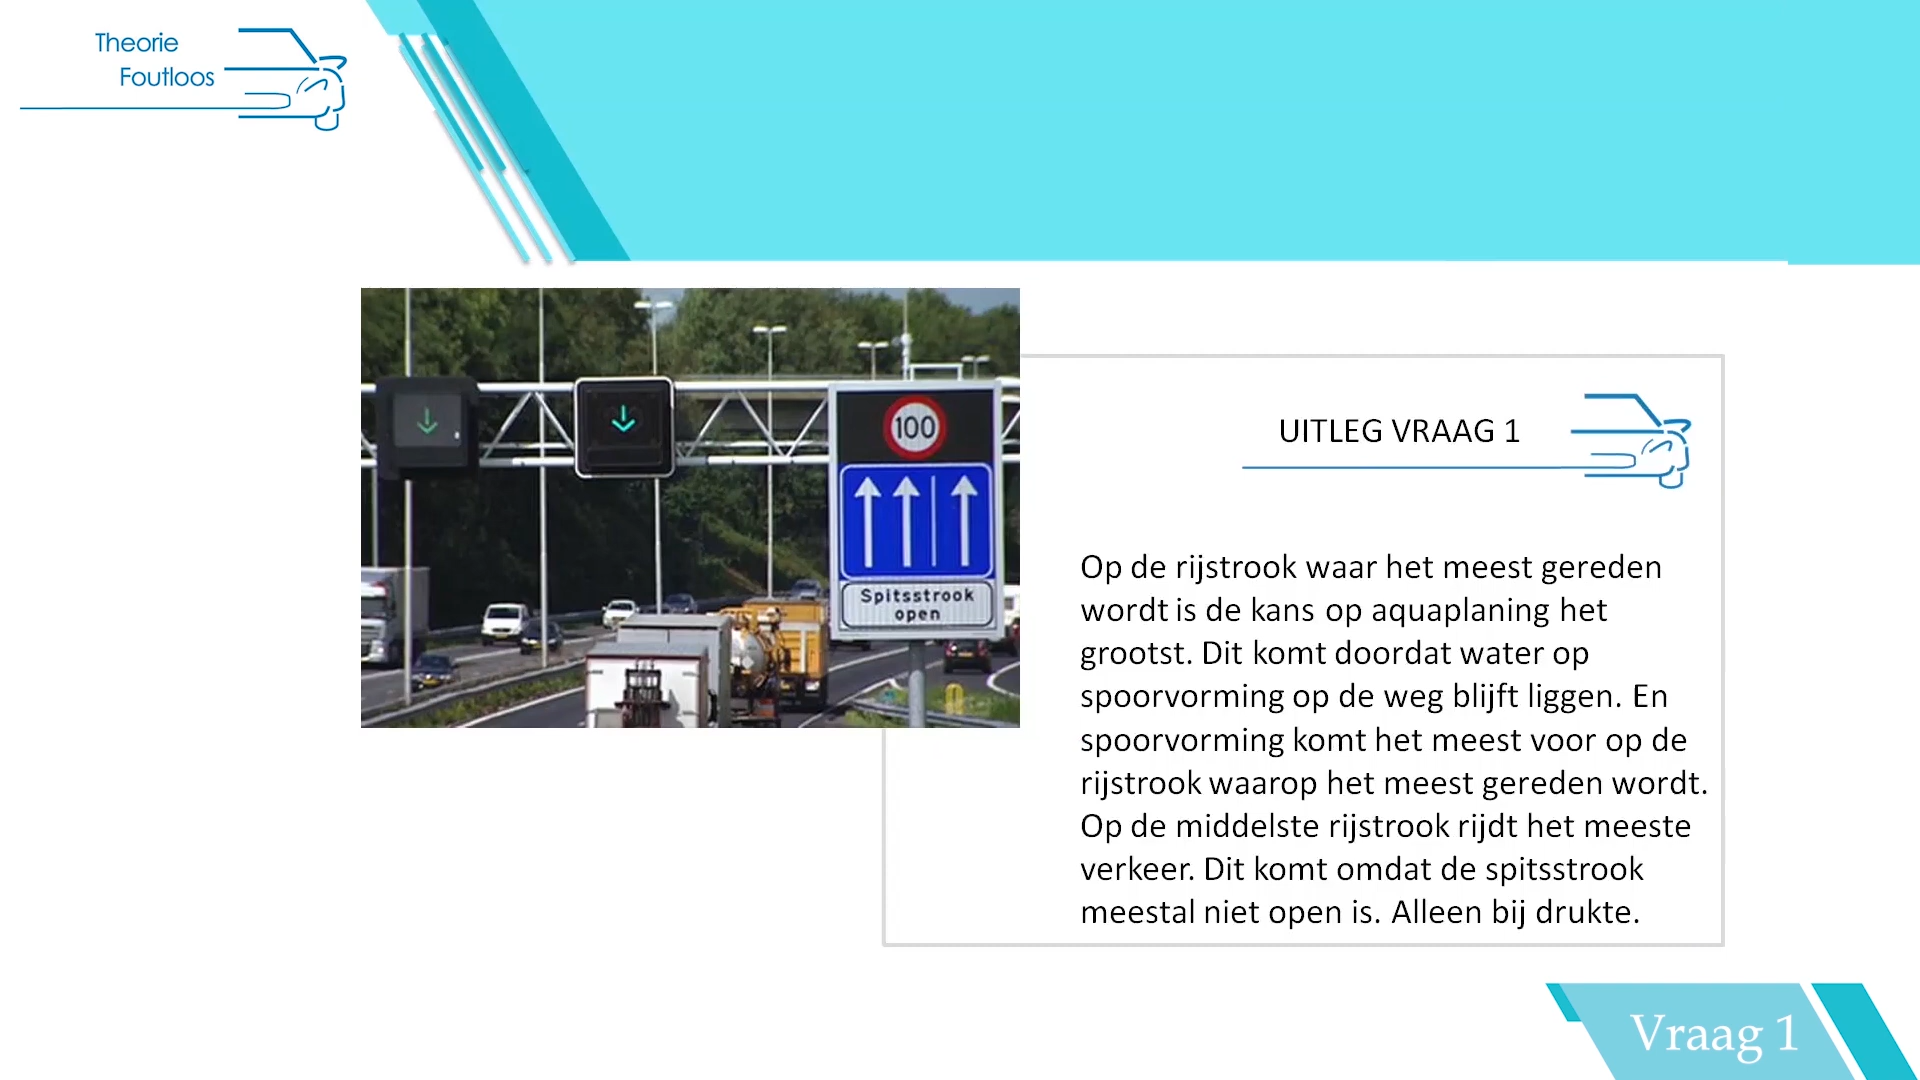 Theorie
Foutloos
100
Spitsstrook
open
UITLEG VRAAG 1
Op de rijstrook waar het meest gereden
wordt is de kans op aquaplaning het
grootst. Dit komt doordat water op
spoorvorming op de weg blijft liggen. En
spoorvorming komt het meest voor op de
rijstrook waarop het meest gereden wordt.
Op de middelste rijstrook rijdt het meeste
verkeer. Dit komt omdat de spitsstrook
meestal niet open is. Alleen bij drukte.
Vraag 1